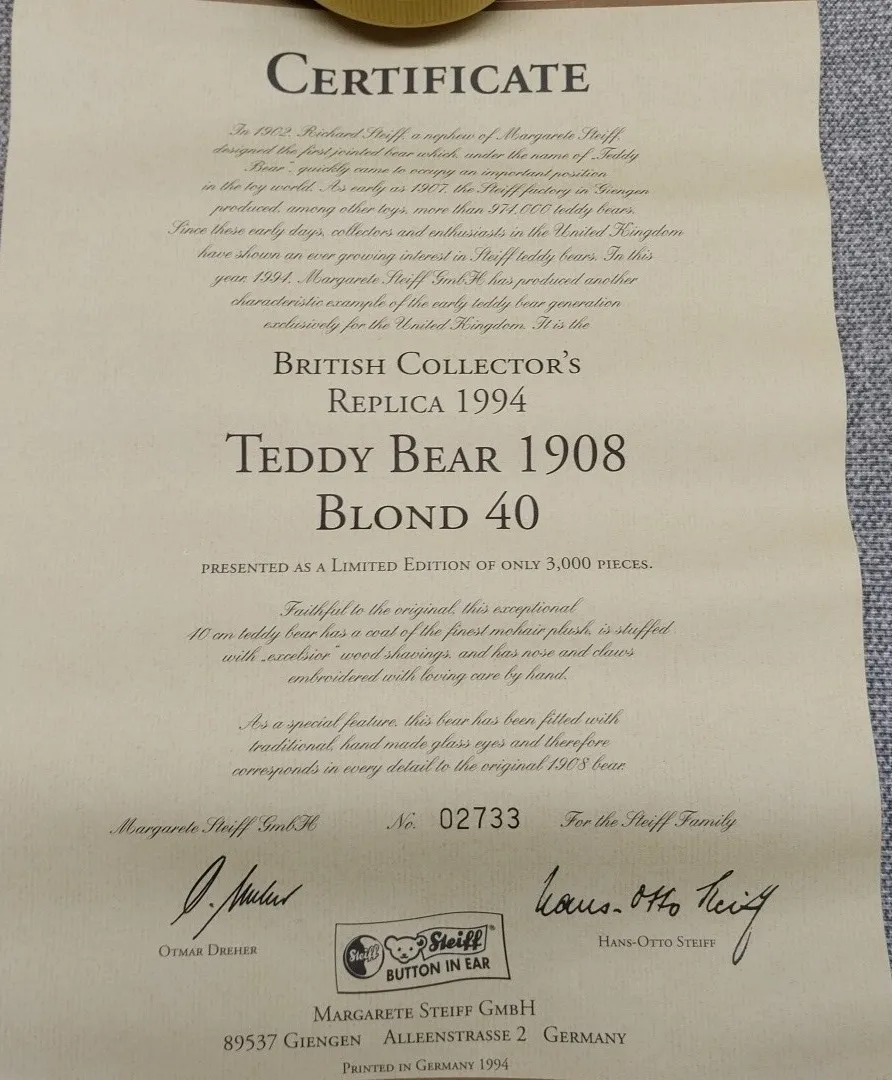 CERTIFICATE
In 1902, Richard Steiff, a nephew of Margarete Steiff,
designed the first jointed bear which, under the name of „Teddy
Bear", quickly came to occupy an important position
in the toy world. As early as 1907, the Steiff factory in Giengen
produced, among other toys, more than 974,000 teddy bears.
Since these early days, collectors and enthusiasts in the United Kingdom
have shown an ever growing interest in Steiff teddy bears. In this
year, 1994, Margarete Steiff GmbH has produced another
characteristic example of the early teddy bear generation
exclusively for the United Kingdom. It is the
BRITISH COLLECTOR'S
REPLICA 1994
TEDDY BEAR 1908
BLOND 40
PRESENTED AS A LIMITED EDITION OF ONLY 3,000 PIECES.
Faithful to the original, this exceptional
40 cm teddy bear has a coat of the finest mohair plush, is stuffed
with „excelsior" wood shavings, and has nose and claws
embroidered with loving care by hand.
As a special feature, this bear has been fitted with
traditional, hand made glass eyes and therefore
corresponds in every detail to the original 1908 bear.
Margarete Steiff GmbH No. 02733 For the Steiff Family
O. Dreher Hans-Otto Steiff
OTMAR DREHER HANS-OTTO STEIFF
Steiff Steiff®
BUTTON IN EAR
MARGARETE STEIFF GMBH
89537 GIENGEN ALLEENSTRASSE 2 GERMANY
PRINTED IN GERMANY 1994